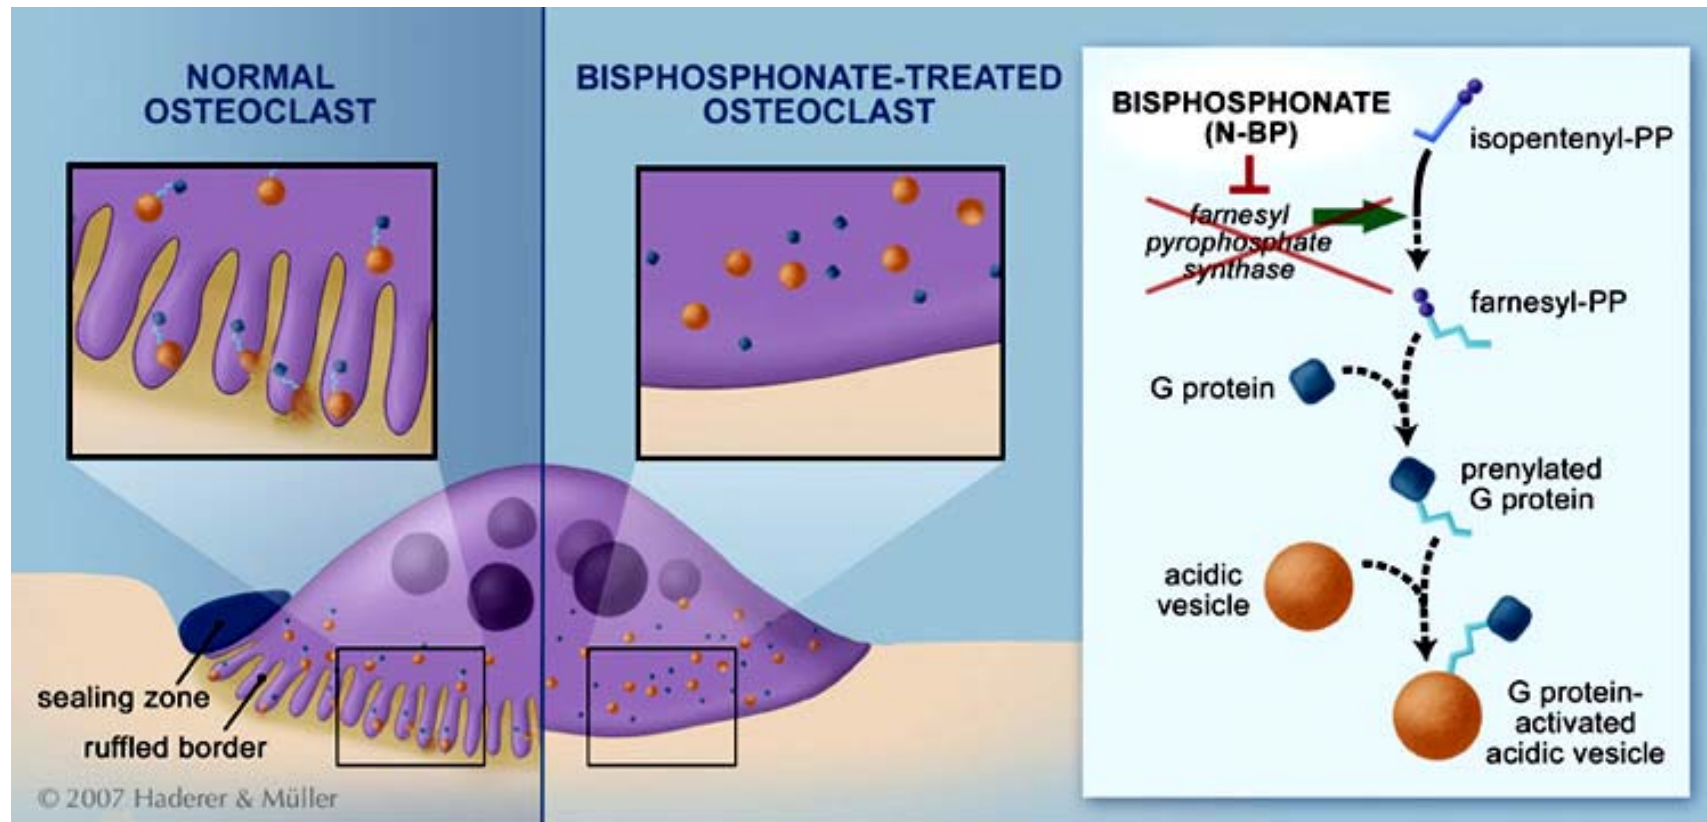 NORMAL
OSTEOCLAST
BISPHOSPHONATE-TREATED
OSTEOCLAST
sealing zone
ruffled border
© 2007 Haderer & Müller
BISPHOSPHONATE
(N-BP)
isopentenyl-PP
farnesyl
pyrophosphate
synthase
farnesyl-PP
G protein
prenylated
G protein
acidic
vesicle
G protein-
activated
acidic vesicle